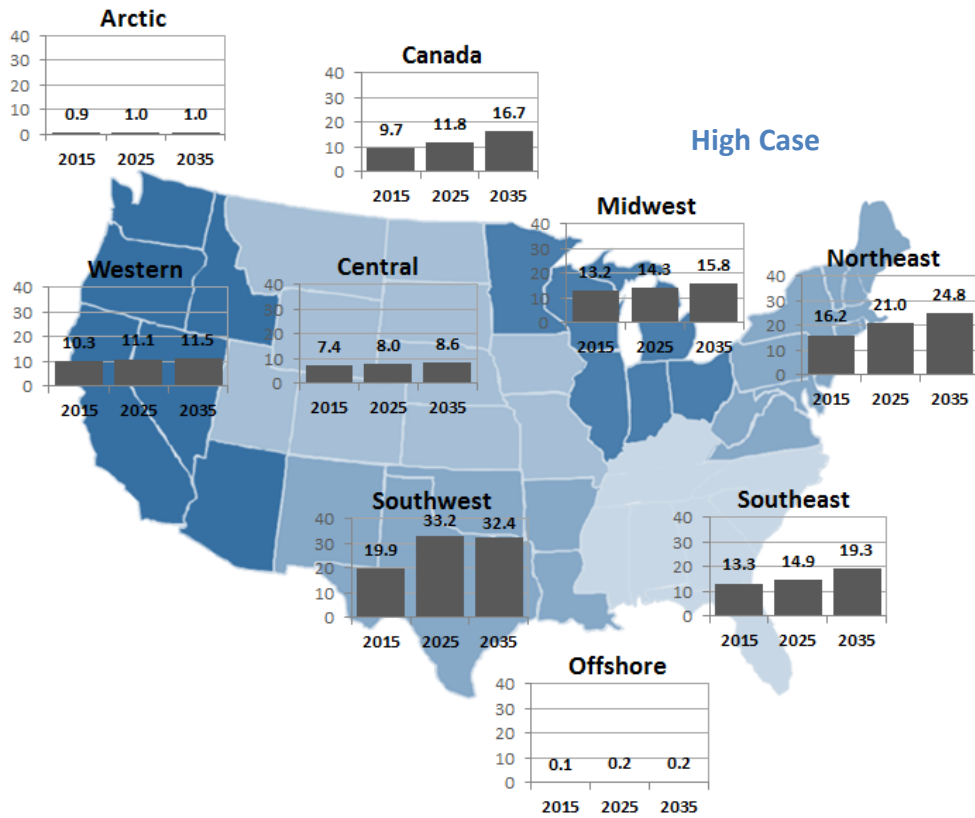 Arctic
40
30
20
10
0
0.9 1.0 1.0
2015 2025 2035
Canada
40
30
20
10
0
9.7 11.8 16.7
2015 2025 2035
High Case
Midwest
40
30
20
10
0
13.2 14.3 15.8
2015 2025 2035
Northeast
40
30
20
10
0
16.2 21.0 24.8
2015 2025 2035
Western
40
30
20
10
0
10.3 11.1 11.5
2015 2025 2035
Central
40
30
20
10
0
7.4 8.0 8.6
2015 2025 2035
Southwest
40
30
20
10
0
19.9 33.2 32.4
2015 2025 2035
Southeast
40
30
20
10
0
13.3 14.9 19.3
2015 2025 2035
Offshore
40
30
20
10
0
0.1 0.2 0.2
2015 2025 2035